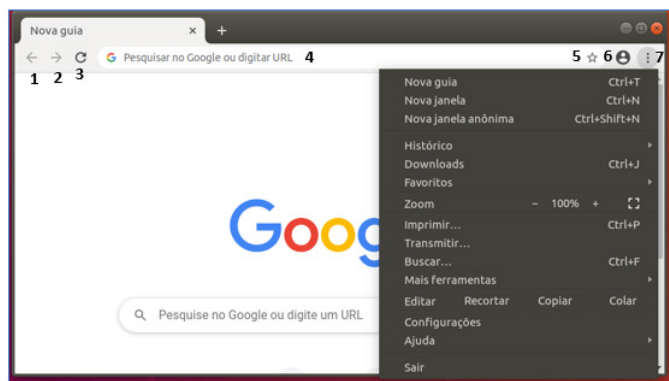 Nova guia × +
G Pesquisar no Google ou digitar URL 4 5 6 7
1 2 3
Nova guia Ctrl+T
Nova janela Ctrl+N
Nova janela anônima Ctrl+Shift+N
Histórico
Downloads Ctrl+J
Favoritos
Zoom - 100% +
Imprimir... Ctrl+P
Transmitir...
Buscar... Ctrl+F
Mais ferramentas
Editar Recortar Copiar Colar
Configurações
Ajuda
Sair
Goog
Pesquise no Google ou digite um URL